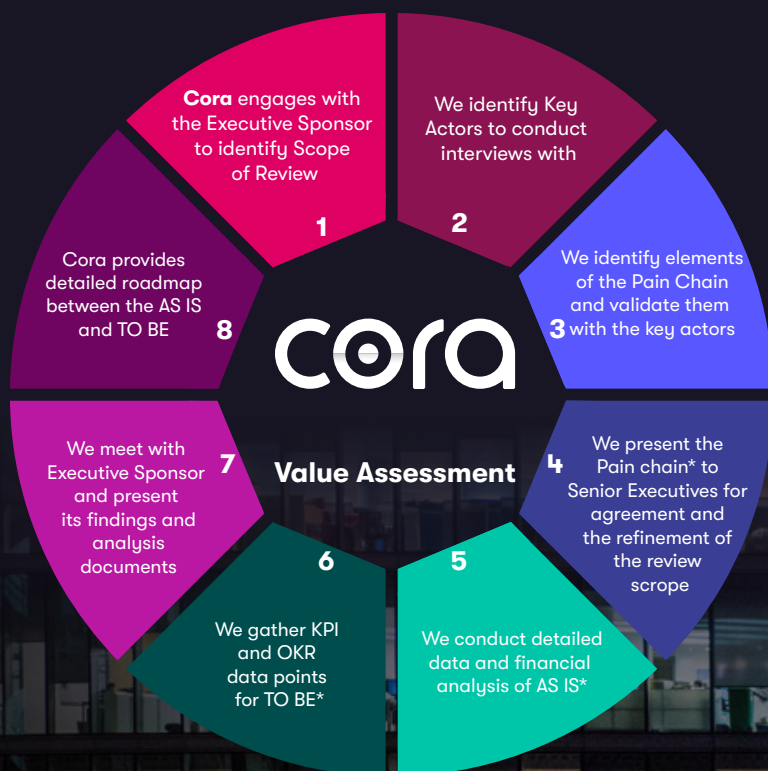 Cora engages with
the Executive Sponsor
to identify Scope
of Review
1
We identify Key
Actors to conduct
interviews with
2
We identify elements
of the Pain Chain
and validate them
3 with the key actors
We present the
4 Pain chain* to
Senior Executives for
agreement and
the refinement of
the review
scrope
5
We conduct detailed
data and financial
analysis of AS IS*
6
We gather KPI
and OKR
data points
for TO BE*
We meet with
Executive Sponsor 7
and present
its findings and
analysis
documents
Cora provides
detailed roadmap
between the AS IS
and TO BE 8
cora
Value Assessment